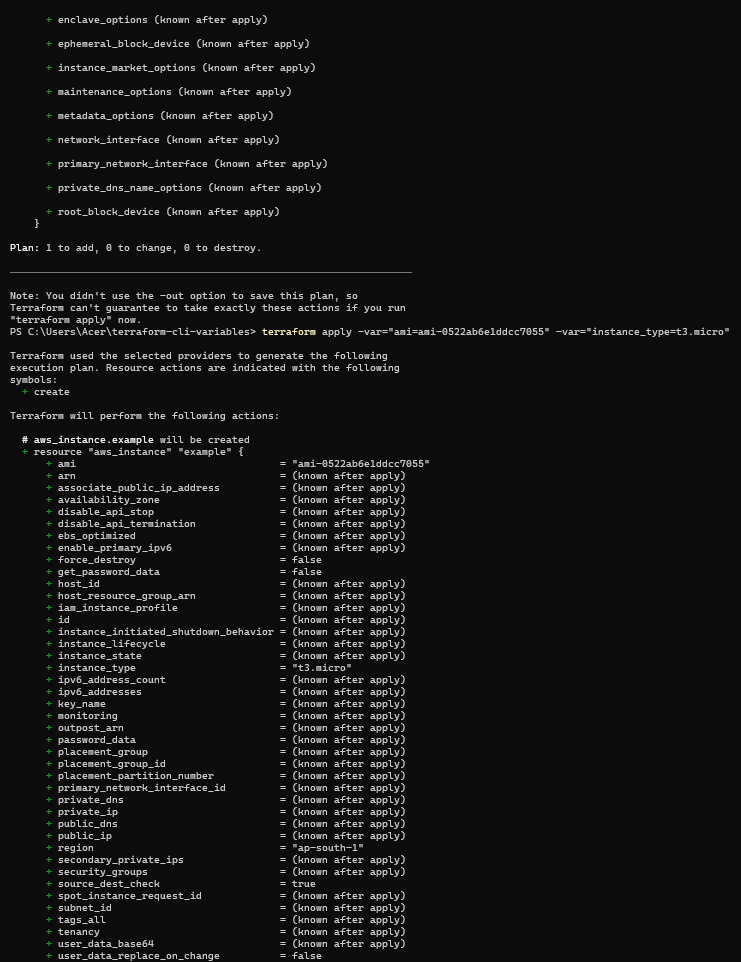 + enclave_options (known after apply)
+ ephemeral_block_device (known after apply)
+ instance_market_options (known after apply)
+ maintenance_options (known after apply)
+ metadata_options (known after apply)
+ network_interface (known after apply)
+ primary_network_interface (known after apply)
+ private_dns_name_options (known after apply)
+ root_block_device (known after apply)
}
Plan: 1 to add, 0 to change, 0 to destroy.
Note: You didn't use the -out option to save this plan, so
Terraform can't guarantee to take exactly these actions if you run
"terraform apply" now.
PS C:\Users\Acer\terraform-cli-variables> terraform apply -var="ami=ami-0522ab6e1ddcc7055" -var="instance_type=t3.micro"
Terraform used the selected providers to generate the following
execution plan. Resource actions are indicated with the following
symbols:
+ create
Terraform will perform the following actions:
# aws_instance.example will be created
+ resource "aws_instance" "example" {
+ ami = "ami-0522ab6e1ddcc7055"
+ arn = (known after apply)
+ associate_public_ip_address = (known after apply)
+ availability_zone = (known after apply)
+ disable_api_stop = (known after apply)
+ disable_api_termination = (known after apply)
+ ebs_optimized = (known after apply)
+ enable_primary_ipv6 = (known after apply)
+ force_destroy = false
+ get_password_data = false
+ host_id = (known after apply)
+ host_resource_group_arn = (known after apply)
+ iam_instance_profile = (known after apply)
+ id = (known after apply)
+ instance_initiated_shutdown_behavior = (known after apply)
+ instance_lifecycle = (known after apply)
+ instance_state = (known after apply)
+ instance_type = "t3.micro"
+ ipv6_address_count = (known after apply)
+ ipv6_addresses = (known after apply)
+ key_name = (known after apply)
+ monitoring = (known after apply)
+ outpost_arn = (known after apply)
+ password_data = (known after apply)
+ placement_group = (known after apply)
+ placement_group_id = (known after apply)
+ placement_partition_number = (known after apply)
+ primary_network_interface_id = (known after apply)
+ private_dns = (known after apply)
+ private_ip = (known after apply)
+ public_dns = (known after apply)
+ public_ip = (known after apply)
+ region = "ap-south-1"
+ secondary_private_ips = (known after apply)
+ security_groups = (known after apply)
+ source_dest_check = true
+ spot_instance_request_id = (known after apply)
+ subnet_id = (known after apply)
+ tags_all = (known after apply)
+ tenancy = (known after apply)
+ user_data_base64 = (known after apply)
+ user_data_replace_on_change = false